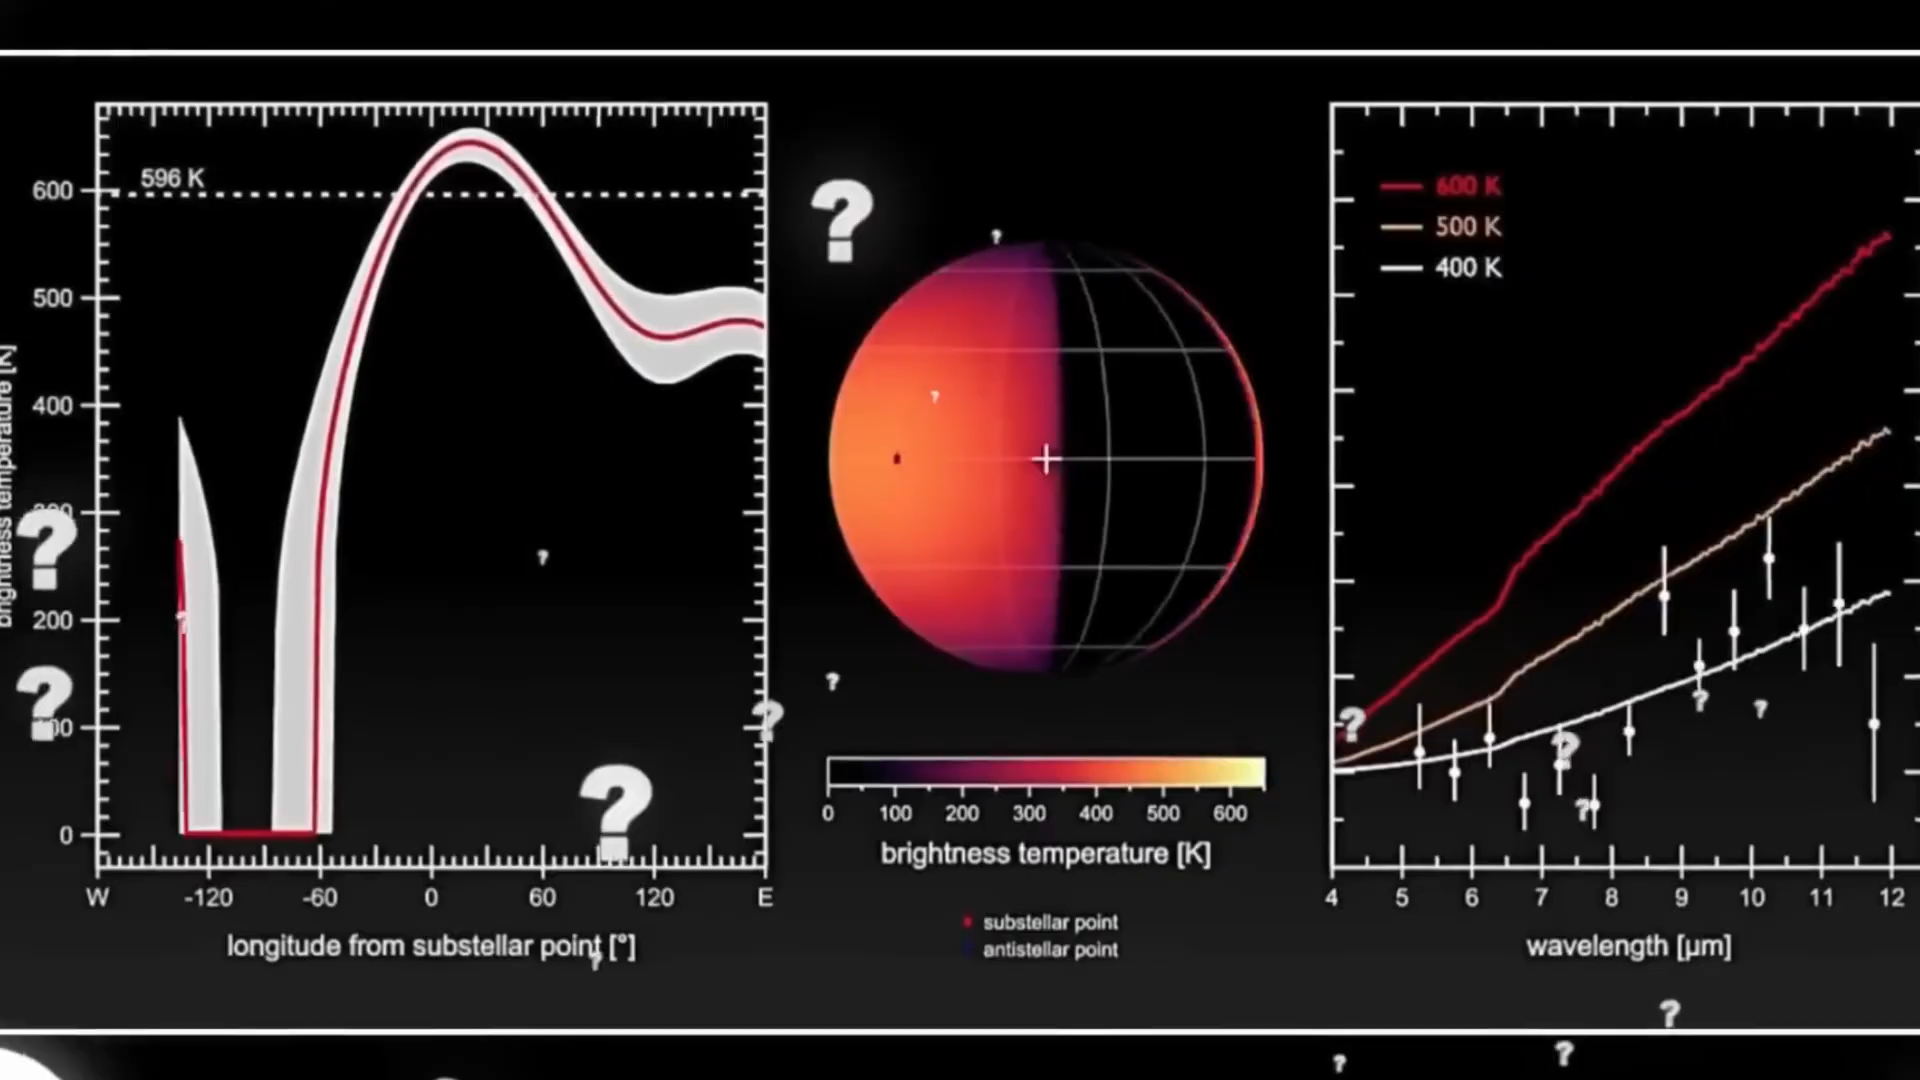 596 K
600
500
400
200
0
W -120 -60 0 60 120 E
longitude from substellar point [°]
brightness temperature [K]
?
?
?
?
?
?
?
?
?
?
0 100 200 300 400 500 600
brightness temperature [K]
substellar point
antistellar point
600 K
500 K
400 K
?
?
?
?
?
4 5 6 7 8 9 10 11 12
wavelength [μm]
?
?
?
?